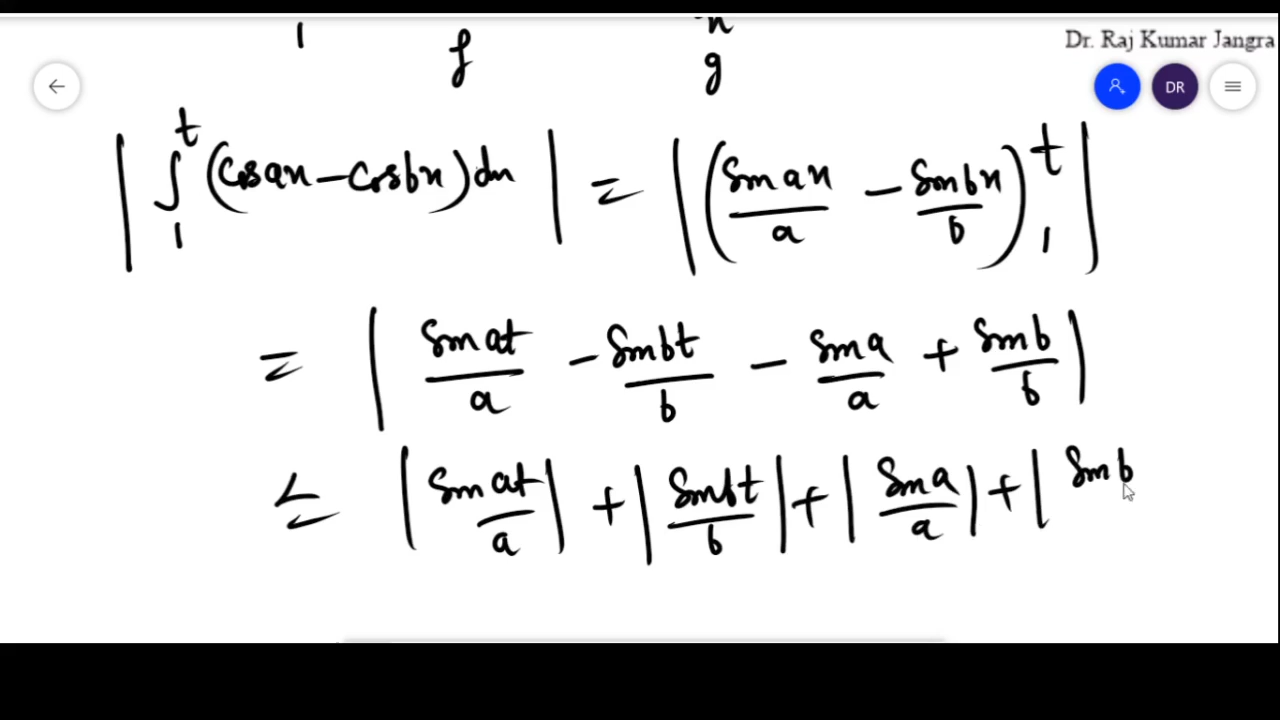 1 f x g
Dr. Raj Kumar Jangra
DR
| ∫₁ᵗ (cos ax – cos bx) dx | = | ( sin ax / a – sin bx / b )₁ᵗ |
= | sin at / a – sin bt / b – sin a / a + sin b / b |
≤ | sin at / a | + | sin bt / b | + | sin a / a | + | sin b